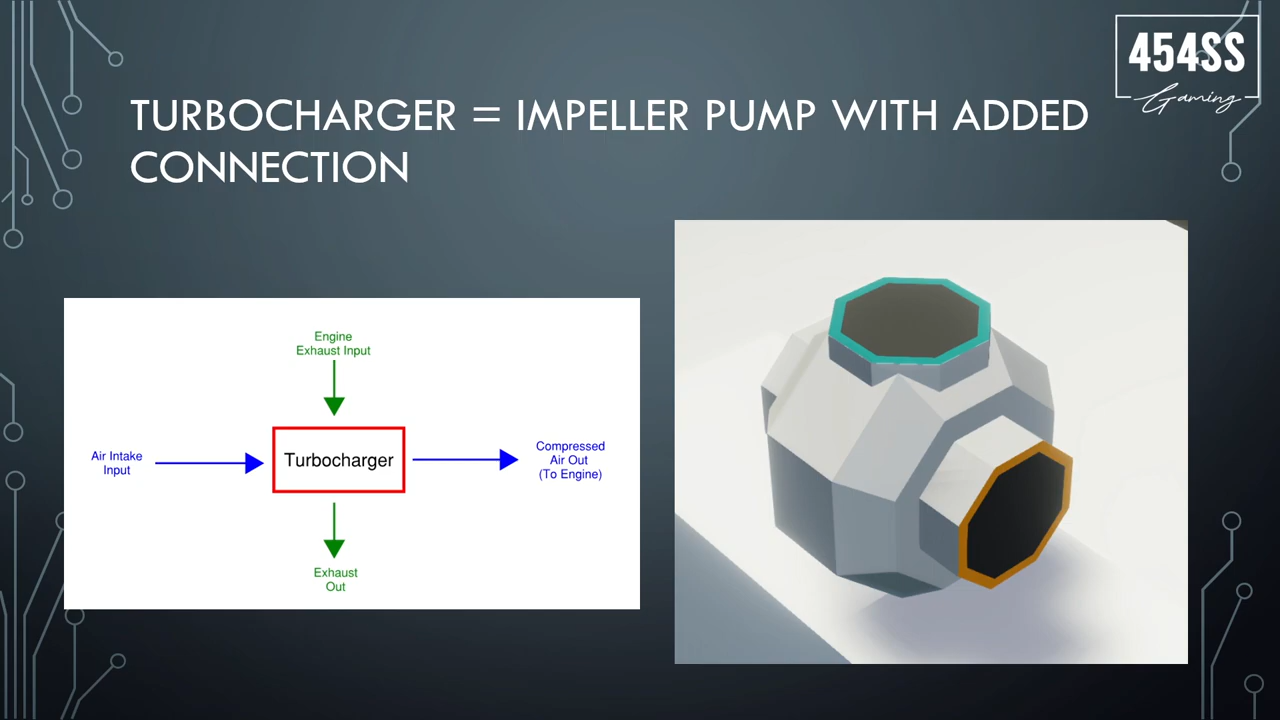 454SS
Gaming
TURBOCHARGER = IMPELLER PUMP WITH ADDED
CONNECTION
Engine
Exhaust Input
Air Intake
Input
Turbocharger
Compressed
Air Out
(To Engine)
Exhaust
Out